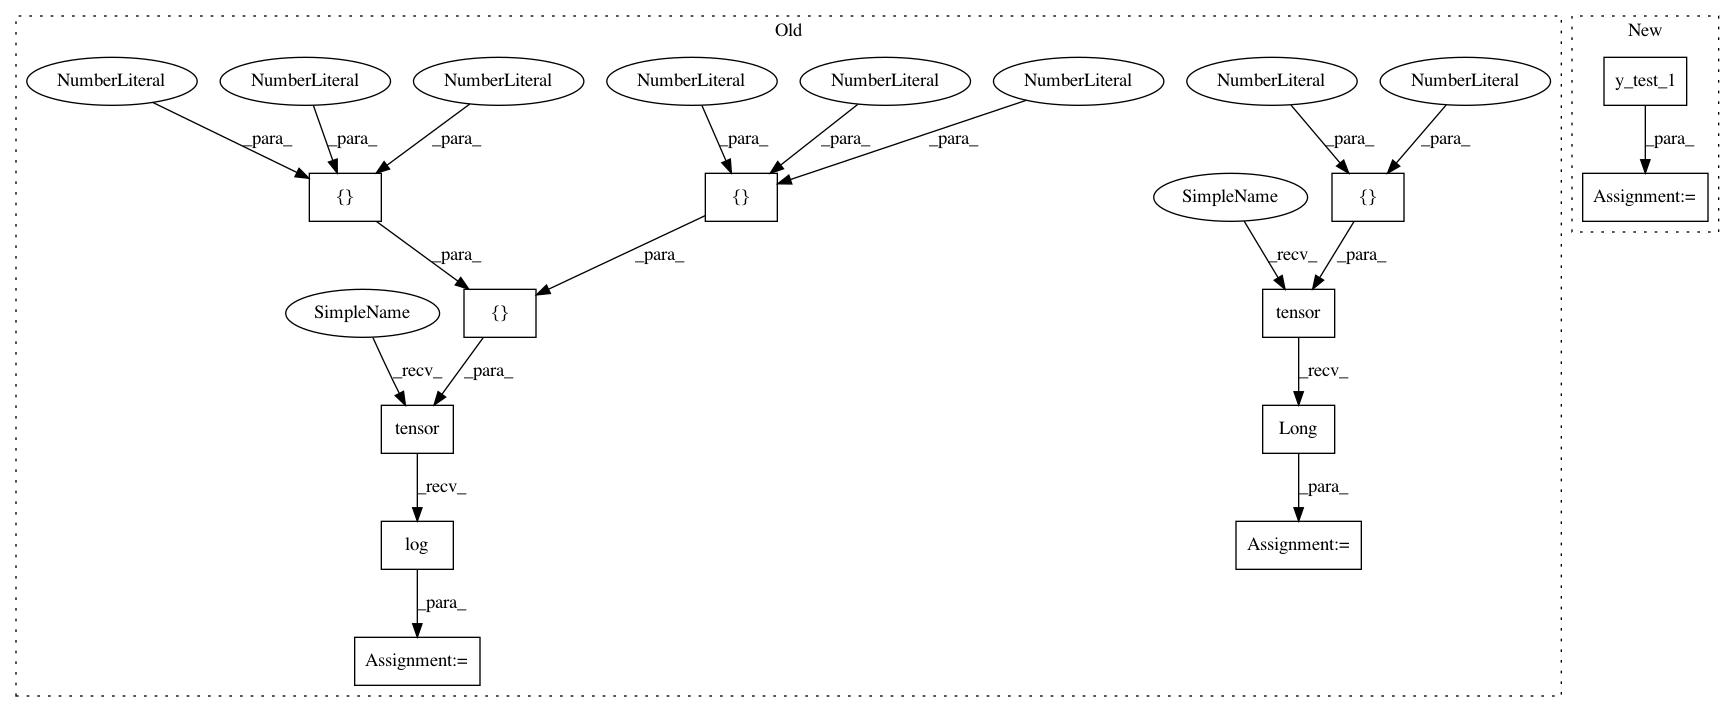 Old
New
NumberLiteral NumberLiteral NumberLiteral NumberLiteral NumberLiteral NumberLiteral NumberLiteral NumberLiteral y_test_1
_para_ _para_ _para_ _para_ _para_ _para_ _para_ _para_ _para_
{} {} SimpleName {} Assignment:=
_para_ _para_ _recv_ _para_
SimpleName {} tensor
_recv_ _para_ _recv_
tensor Long
_recv_ _para_
log Assignment:=
_para_
Assignment:=